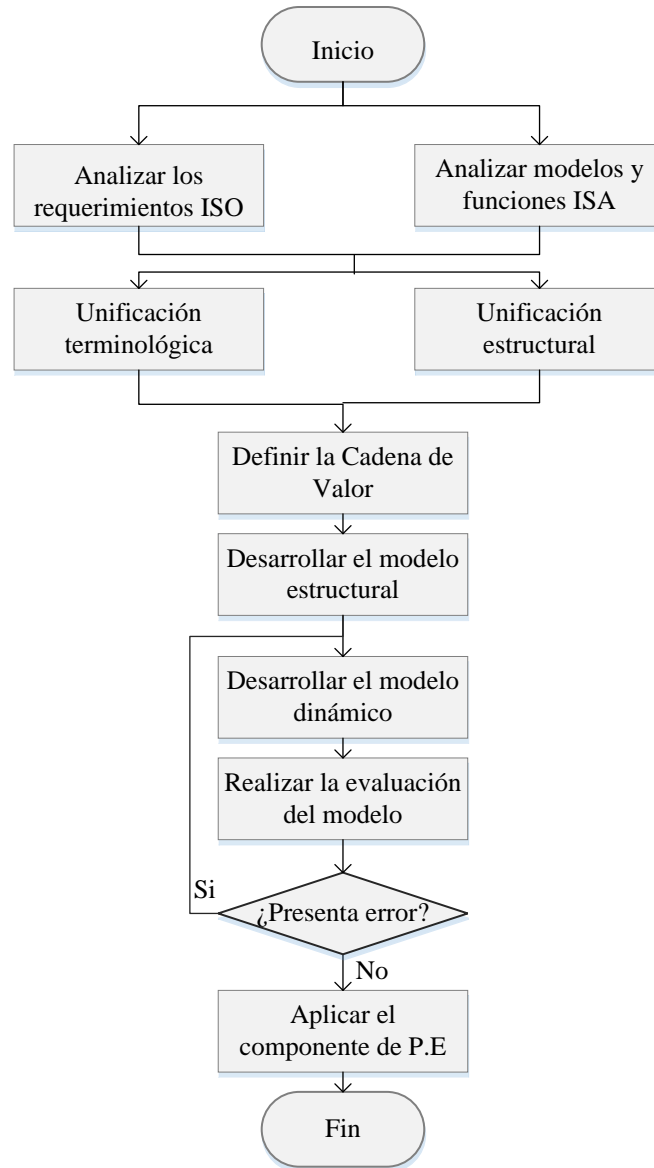 Inicio
Analizar los
requerimientos ISO
Analizar modelos y
funciones ISA
Unificación
terminológica
Unificación
estructural
Definir la Cadena de
Valor
Desarrollar el modelo
estructural
Desarrollar el modelo
dinámico
Realizar la evaluación
del modelo
Si
¿Presenta error?
No
Aplicar el
componente de P.E
Fin